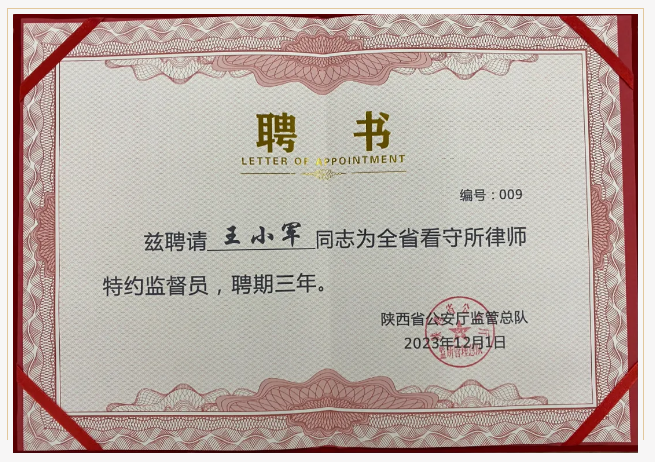 聘 书
LETTER OF APPOINTMENT
编号：009
兹聘请王小军同志为全省看守所律师
特约监督员，聘期三年。
陕西省公安厅监管总队
2023年12月1日